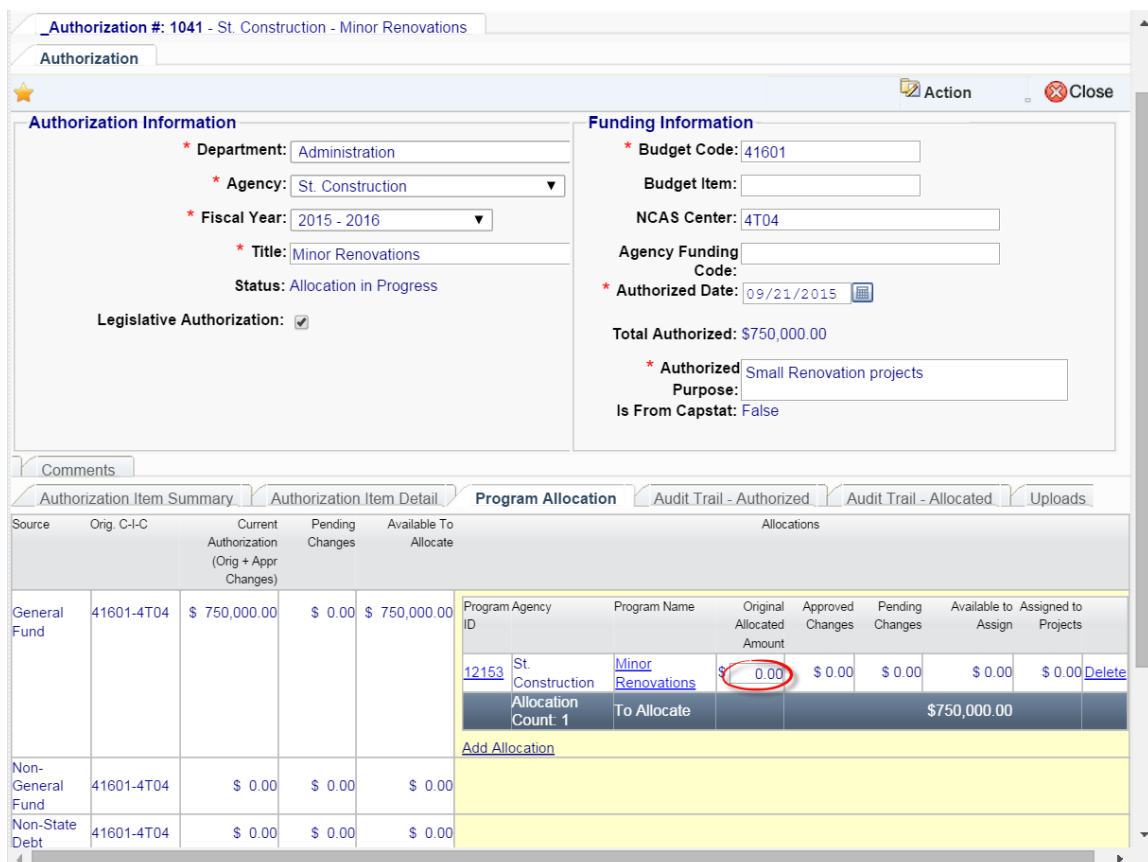 _Authorization #: 1041 - St. Construction - Minor Renovations
Authorization
Action
Close
Authorization Information
* Department: Administration
* Agency: St. Construction
* Fiscal Year: 2015 - 2016
* Title: Minor Renovations
Status: Allocation in Progress
Legislative Authorization:
Funding Information
* Budget Code: 41601
Budget Item:
NCAS Center: 4T04
Agency Funding
Code:
* Authorized Date: 09/21/2015
Total Authorized: $750,000.00
* Authorized
Purpose: Small Renovation projects
Is From Capstat: False
Comments
Authorization Item Summary Authorization Item Detail Program Allocation Audit Trail - Authorized Audit Trail - Allocated Uploads
Source Orig. C-I-C Current Pending Available To Allocations
Authorization Changes Allocate
(Orig + Appr
Changes)
General 41601-4T04 $ 750,000.00 $ 0.00 $ 750,000.00
Fund
Program Agency Program Name Original Approved Pending Available to Assigned to
ID Allocated Changes Changes Assign Projects
Amount
12153 St. Minor $ 0.00 $ 0.00 $ 0.00 $ 0.00 $ 0.00 Delete
Construction Renovations
Allocation To Allocate $750,000.00
Count: 1
Add Allocation
Non-
General 41601-4T04 $ 0.00 $ 0.00 $ 0.00
Fund
Non-State 41601-4T04 $ 0.00 $ 0.00 $ 0.00
Debt